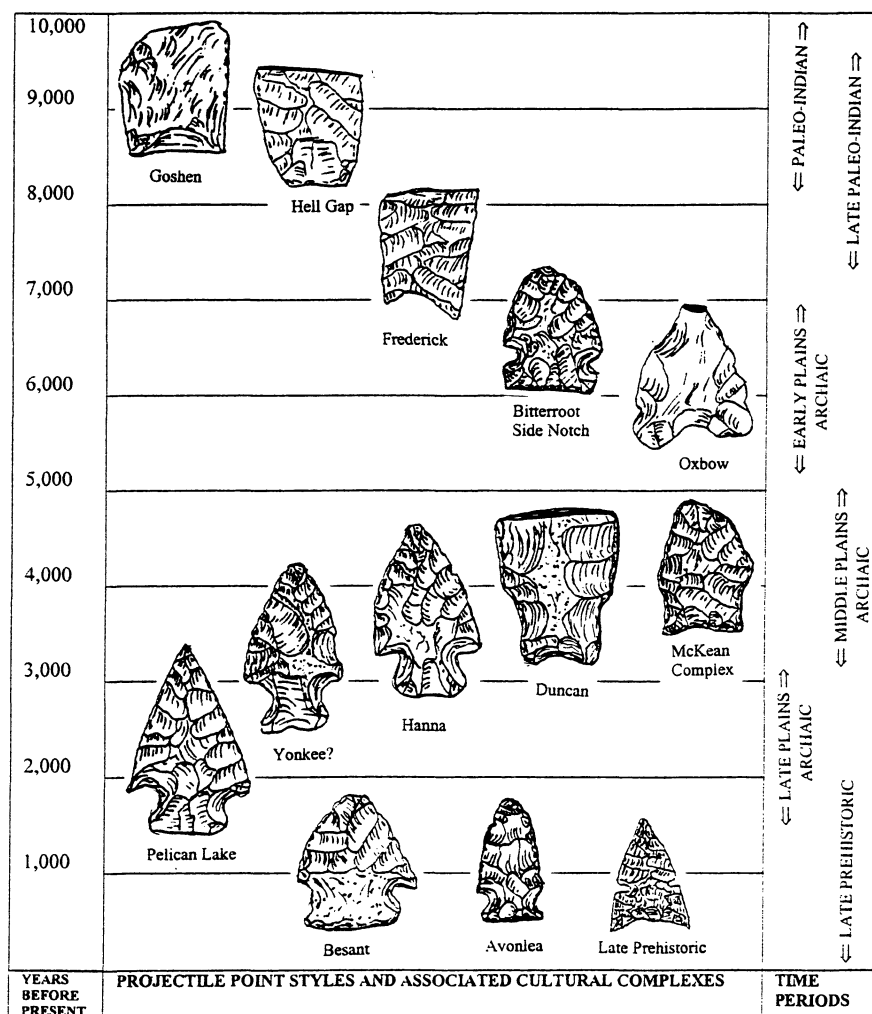 10,000
9,000
8,000
7,000
6,000
5,000
4,000
3,000
2,000
1,000
Goshen
Hell Gap
Frederick
Bitterroot
Side Notch
Oxbow
McKean
Complex
Duncan
Hanna
Yonkee?
Pelican Lake
Besant
Avonlea
Late Prehistoric
⇐ PALEO-INDIAN ⇒
⇐ LATE PALEO-INDIAN ⇒
⇐ EARLY PLAINS ⇒
ARCHAIC
⇐ MIDDLE PLAINS ⇒
ARCHAIC
⇐ LATE PLAINS ⇒
ARCHAIC
⇐ LATE PREHISTORIC
YEARS
BEFORE
PRESENT
PROJECTILE POINT STYLES AND ASSOCIATED CULTURAL COMPLEXES
TIME
PERIODS